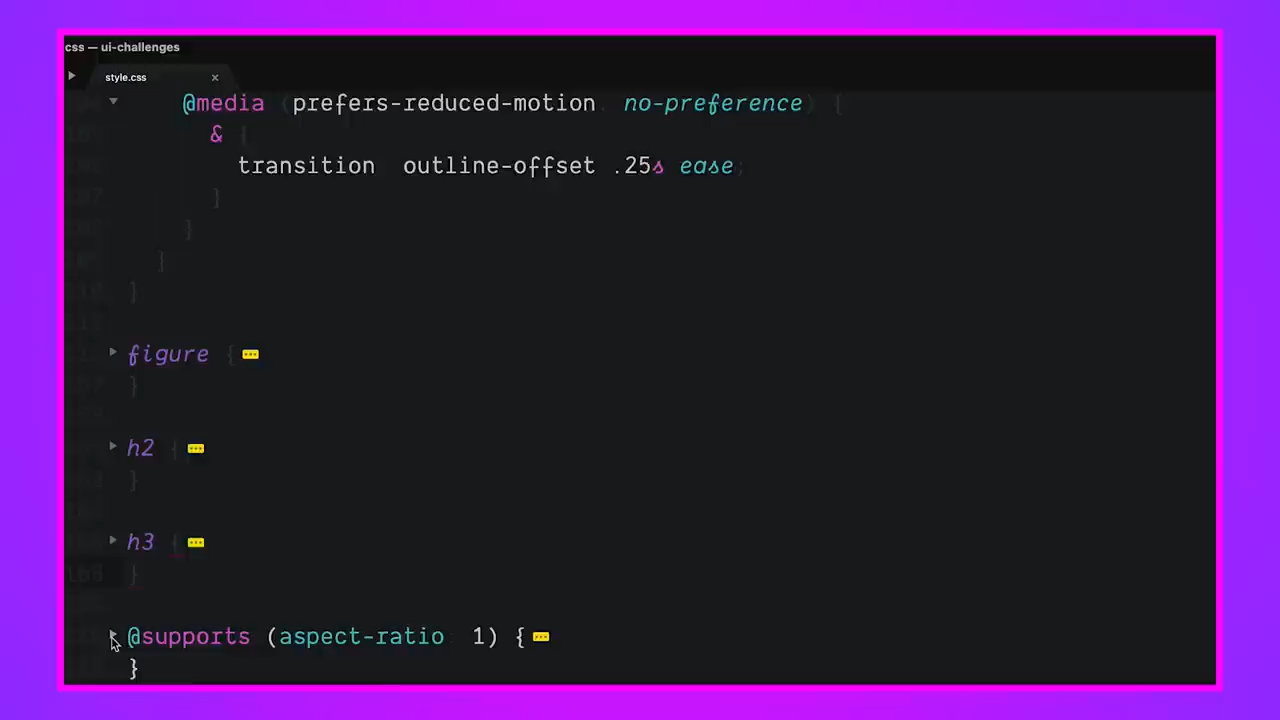 css — ui-challenges
style.css ×
@media (prefers-reduced-motion: no-preference) {
& {
transition: outline-offset .25s ease;
}
}
}
}
figure {
}
h2 {
}
h3 {
168 }
@supports (aspect-ratio: 1) {
}